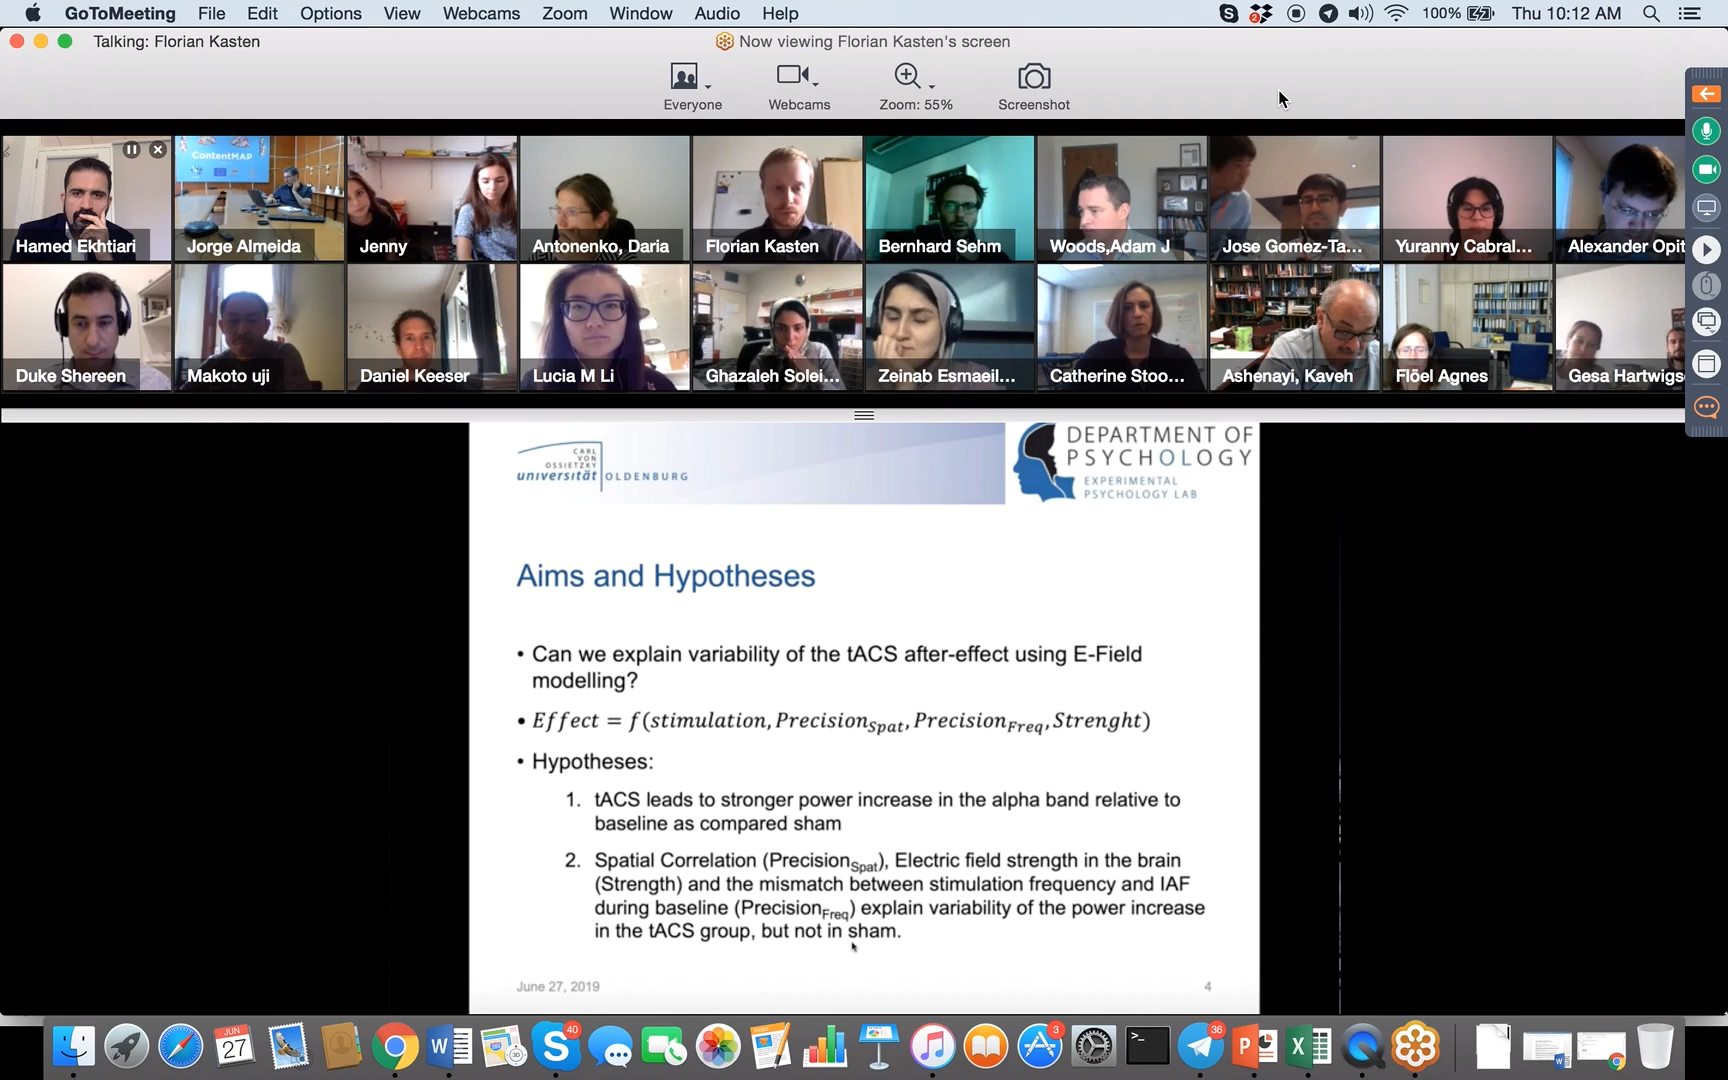 GoToMeeting File Edit Options View Webcams Zoom Window Audio Help 2 100% Thu 10:12 AM
Talking: Florian Kasten
Now viewing Florian Kasten's screen
Everyone Webcams Zoom: 55% Screenshot
ContentMAP
Hamed Ekhtiari Jorge Almeida Jenny Antonenko, Daria Florian Kasten Bernhard Sehm Woods,Adam J Jose Gomez-Ta... Yuranny Cabral... Alexander Opit
Duke Shereen Makoto uji Daniel Keeser Lucia M Li Ghazaleh Solei... Zeinab Esmaeil... Catherine Stoo... Ashenayi, Kaveh Flöel Agnes Gesa Hartwigs
CARL
VON
OSSIETZKY
universität OLDENBURG
DEPARTMENT OF
PSYCHOLOGY
EXPERIMENTAL
PSYCHOLOGY LAB
Aims and Hypotheses
• Can we explain variability of the tACS after-effect using E-Field
modelling?
• Effect = f(stimulation, Precision_Spat, Precision_Freq, Strenght)
• Hypotheses:
1. tACS leads to stronger power increase in the alpha band relative to
baseline as compared sham
2. Spatial Correlation (Precision_Spat), Electric field strength in the brain
(Strength) and the mismatch between stimulation frequency and IAF
during baseline (Precision_Freq) explain variability of the power increase
in the tACS group, but not in sham.
June 27, 2019 4
JUN
27
40
3
36